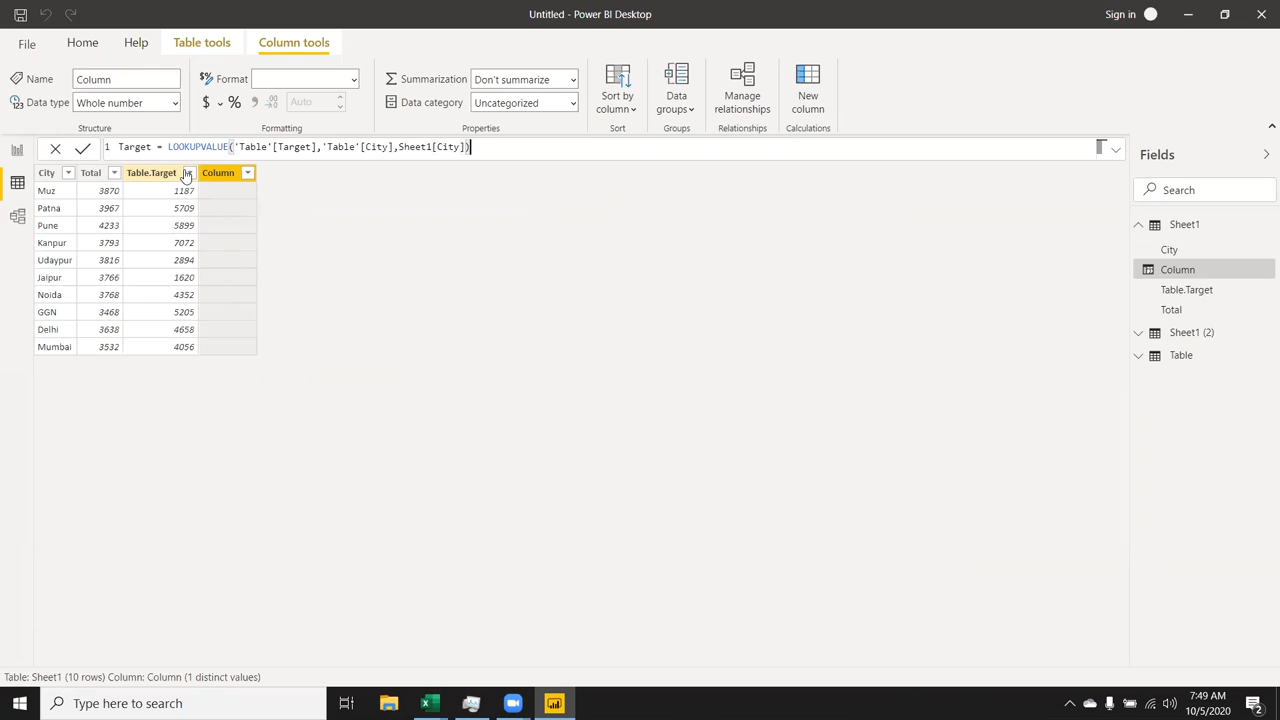 Untitled - Power BI Desktop
Sign in
File
Home
Help
Table tools
Column tools
Name
Column
Format
Summarization
Don't summarize
Sort by column
Data groups
Manage relationships
New column
Data type
Whole number
$
%
Auto
Data category
Uncategorized
Structure
Formatting
Properties
Sort
Groups
Relationships
Calculations
1 Target = LOOKUPVALUE('Table'[Target],'Table'[City],Sheet1[City])
City Total Table.Target Column
Muz 3870 1187
Patna 3967 5709
Pune 4233 5899
Kanpur 3793 7072
Udaypur 3816 2894
Jaipur 3766 1620
Noida 3768 4352
GGN 3468 5205
Delhi 3638 4658
Mumbai 3532 4056
Fields
Search
Sheet1
City
Column
Table.Target
Total
Sheet1 (2)
Table
Table: Sheet1 (10 rows) Column: Column (1 distinct values)
Type here to search
7:49 AM
10/5/2020
2